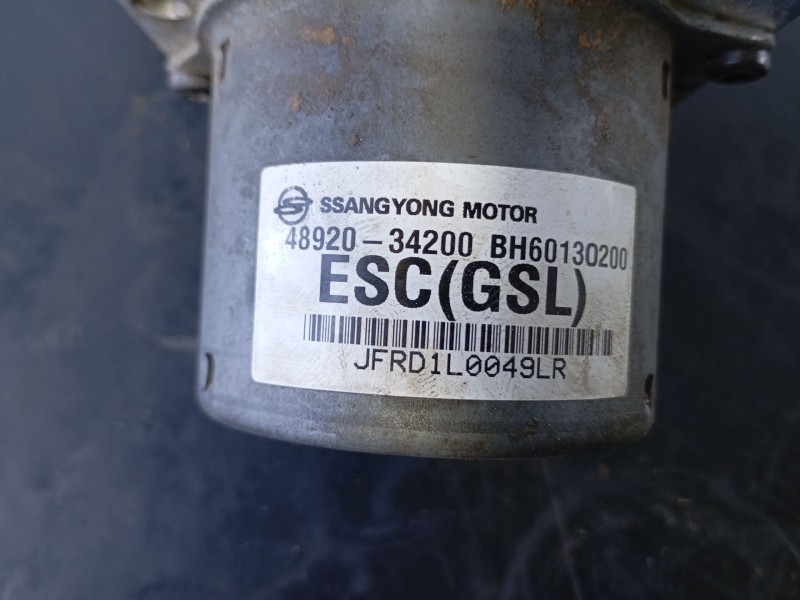 SSANGYONG MOTOR
48920-34200 BH60130200
ESC(GSL)
JFRD1L0049LR